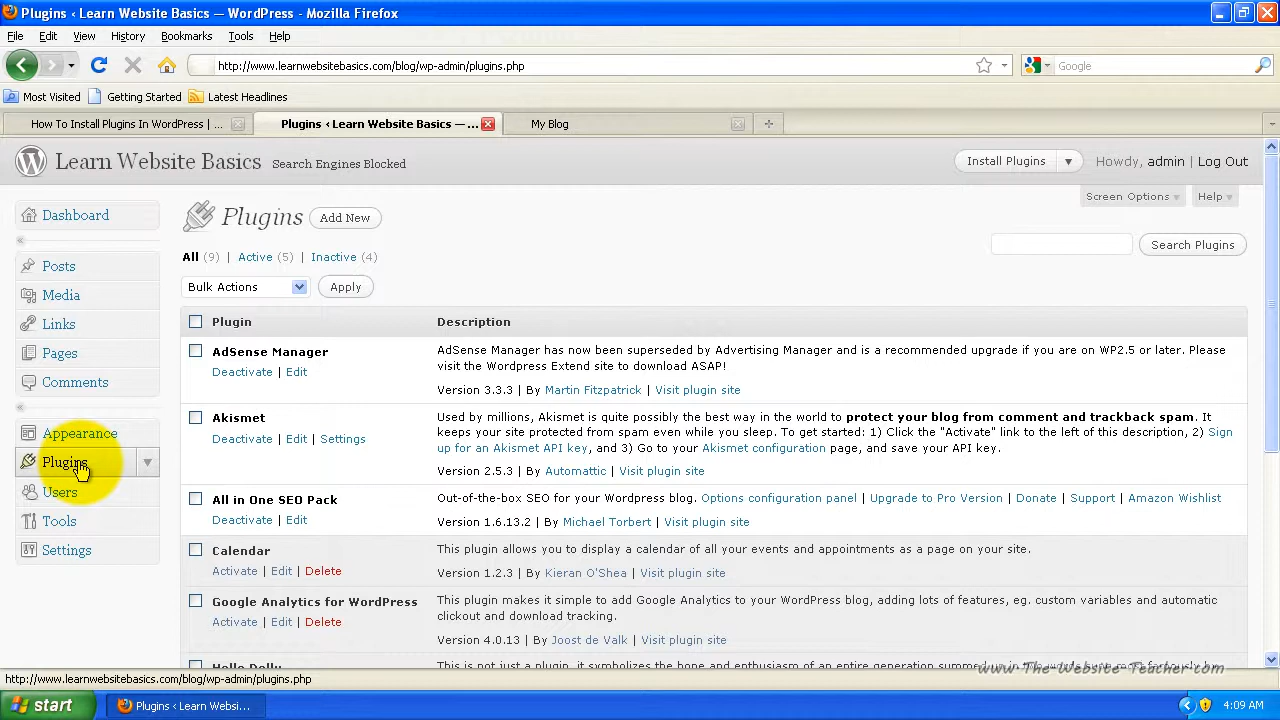 Plugins ‹ Learn Website Basics — WordPress - Mozilla Firefox
File Edit View History Bookmarks Tools Help
http://www.learnwebsitebasics.com/blog/wp-admin/plugins.php
Google
Most Visited Getting Started Latest Headlines
How To Install Plugins In WordPress | ...
Plugins ‹ Learn Website Basics — ...
My Blog
Learn Website Basics Search Engines Blocked
Install Plugins
Howdy, admin | Log Out
Screen Options Help
Dashboard
Posts
Media
Links
Pages
Comments
Appearance
Plugins
Users
Tools
Settings
Plugins Add New
All (9) | Active (5) | Inactive (4)
Search Plugins
Bulk Actions Apply
Plugin Description
AdSense Manager
Deactivate | Edit
AdSense Manager has now been superseded by Advertising Manager and is a recommended upgrade if you are on WP2.5 or later. Please
visit the Wordpress Extend site to download ASAP!
Version 3.3.3 | By Martin Fitzpatrick | Visit plugin site
Akismet
Deactivate | Edit | Settings
Used by millions, Akismet is quite possibly the best way in the world to protect your blog from comment and trackback spam. It
keeps your site protected from spam even while you sleep. To get started: 1) Click the "Activate" link to the left of this description, 2) Sign
up for an Akismet API key, and 3) Go to your Akismet configuration page, and save your API key.
Version 2.5.3 | By Automattic | Visit plugin site
All in One SEO Pack
Deactivate | Edit
Out-of-the-box SEO for your Wordpress blog. Options configuration panel | Upgrade to Pro Version | Donate | Support | Amazon Wishlist
Version 1.6.13.2 | By Michael Torbert | Visit plugin site
Calendar
Activate | Edit | Delete
This plugin allows you to display a calendar of all your events and appointments as a page on your site.
Version 1.2.3 | By Kieran O'Shea | Visit plugin site
Google Analytics for WordPress
Activate | Edit | Delete
This plugin makes it simple to add Google Analytics to your WordPress blog, adding lots of features, eg. custom variables and automatic
clickout and download tracking.
Version 4.0.13 | By Joost de Valk | Visit plugin site
Hello Dolly
This is not just a plugin, it symbolizes the hope and enthusiasm of an entire generation
www.The-Website-Teacher.com
http://www.learnwebsitebasics.com/blog/wp-admin/plugins.php
start
Plugins ‹ Learn Websi...
4:09 AM